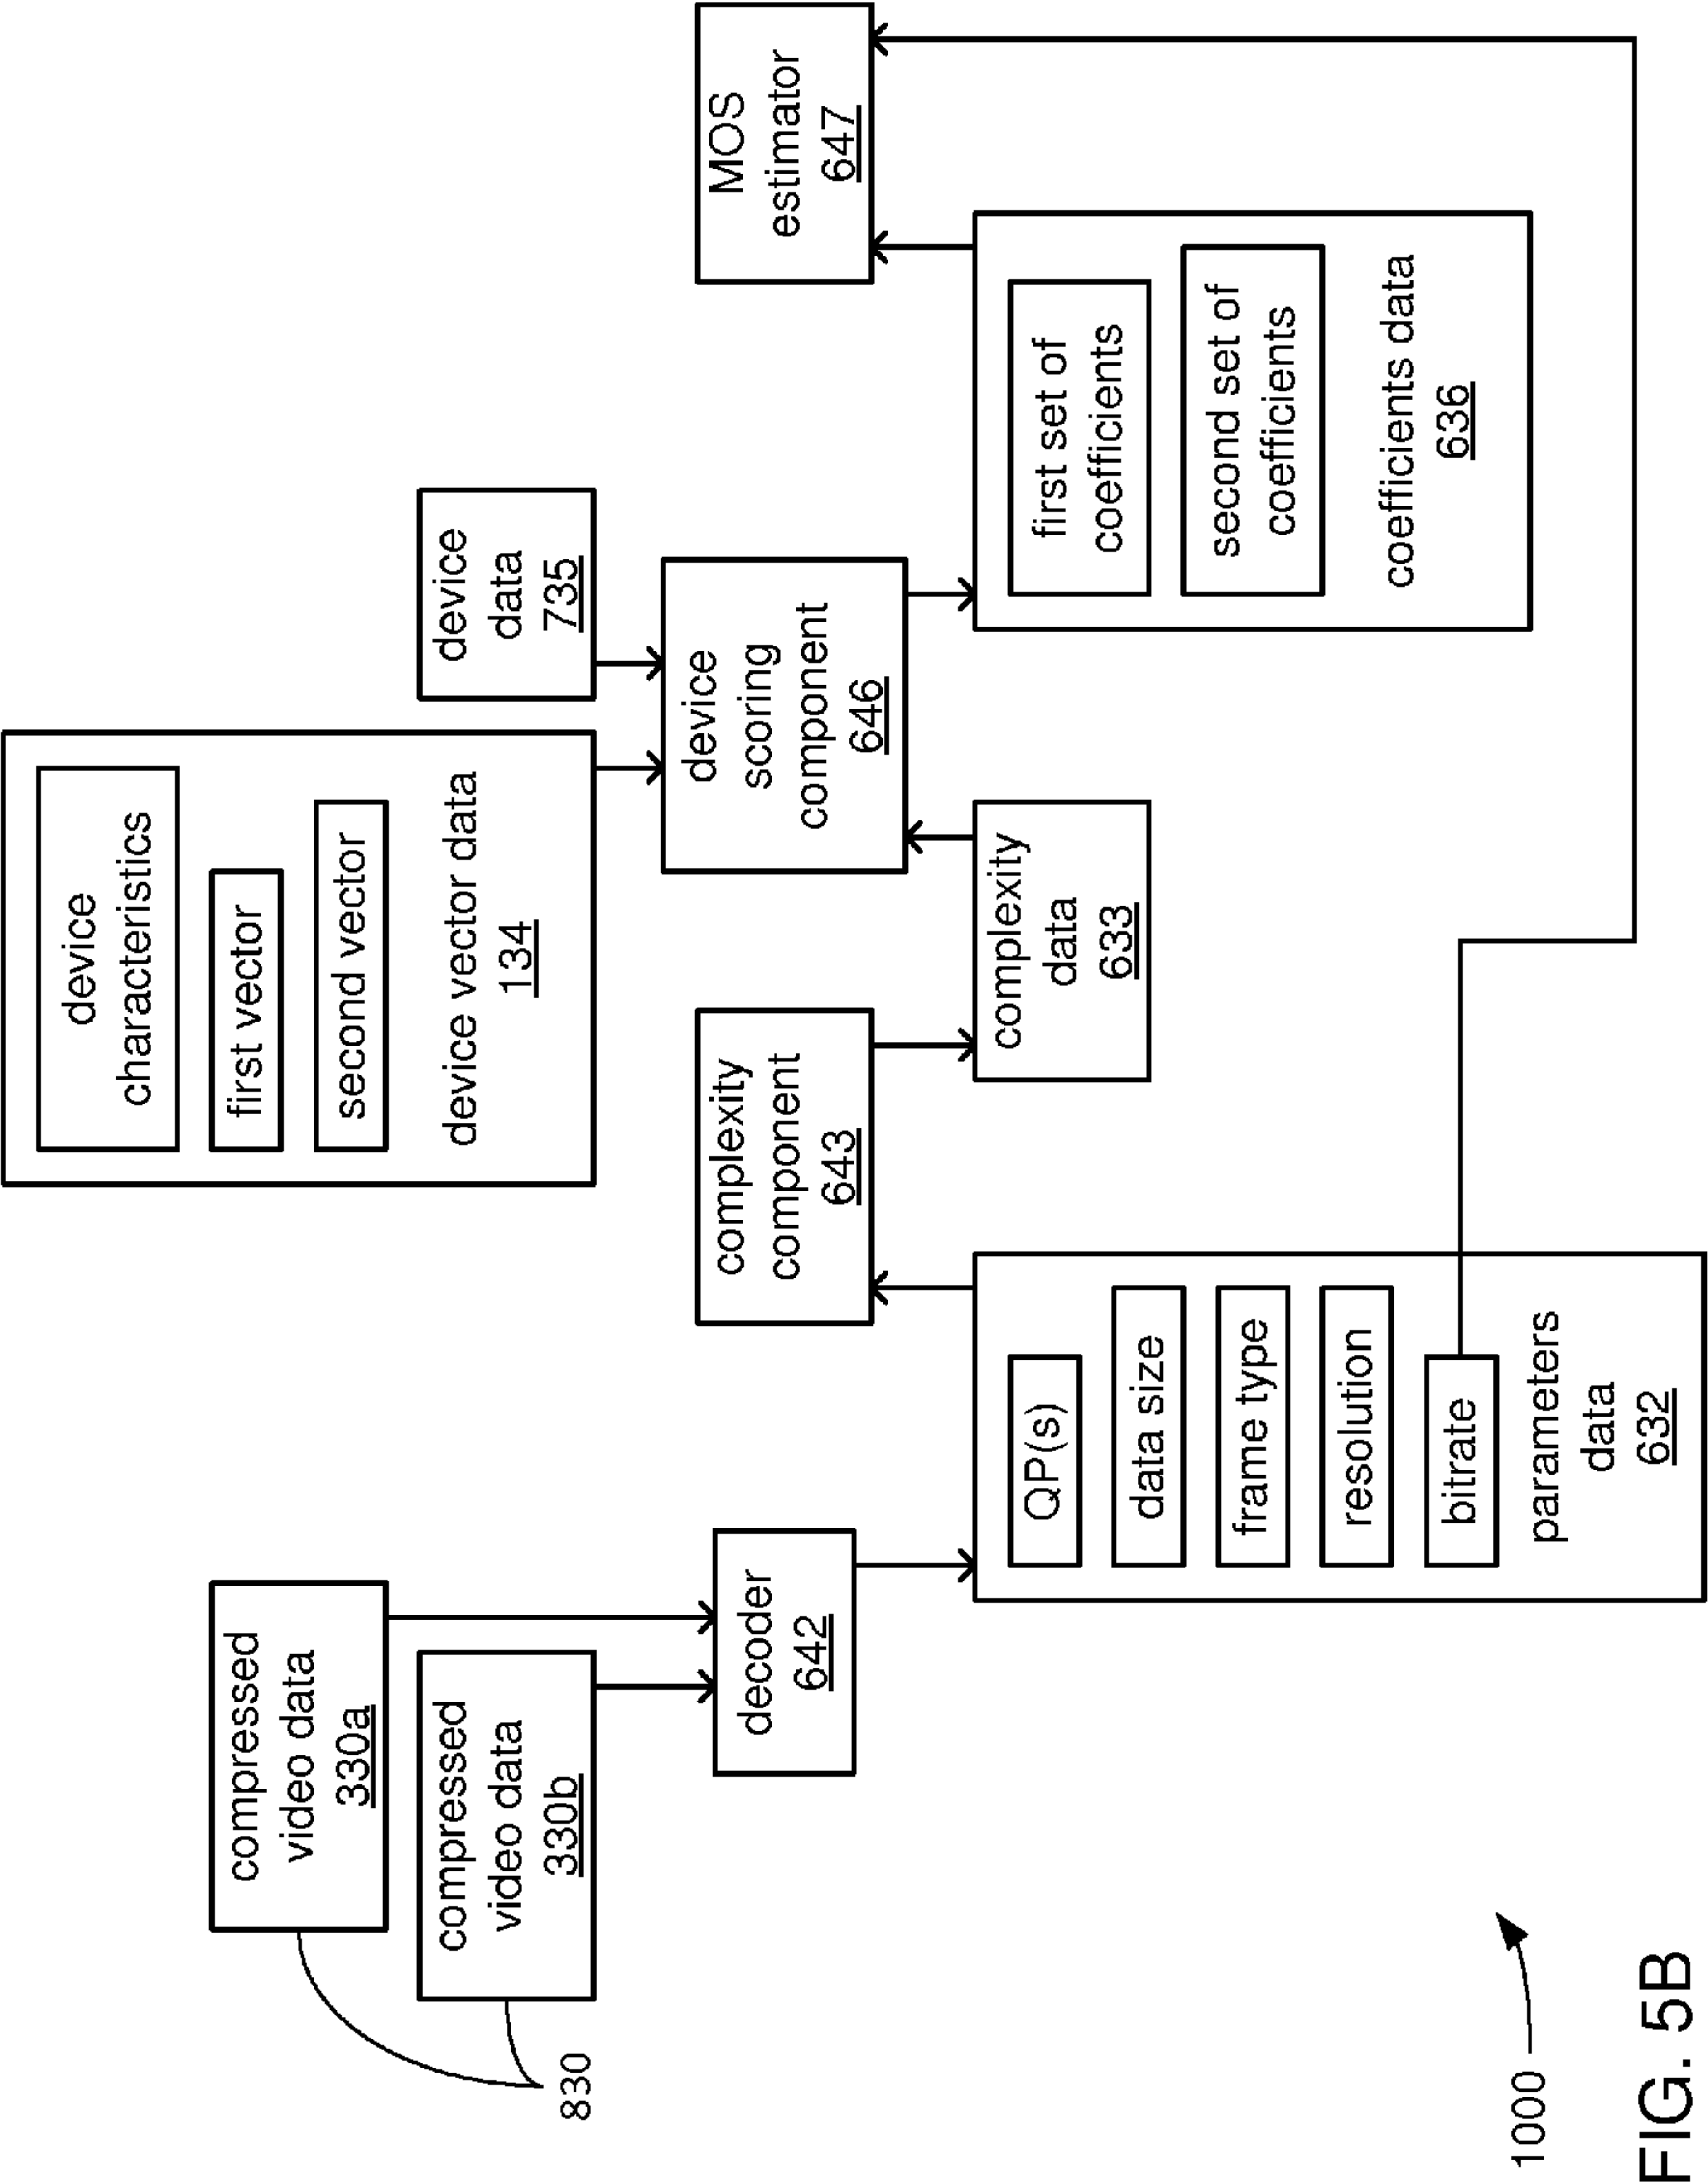 compressed
video data
330a
compressed
video data
330b
830
decoder
642
QP(s)
data size
frame type
resolution
bitrate
parameters
data
632
complexity
component
643
complexity
data
633
device
characteristics
first vector
second vector
device vector data
134
device
data
735
device
scoring
component
646
first set of
coefficients
second set of
coefficients
coefficients data
636
MOS
estimator
647
1000
FIG. 5B